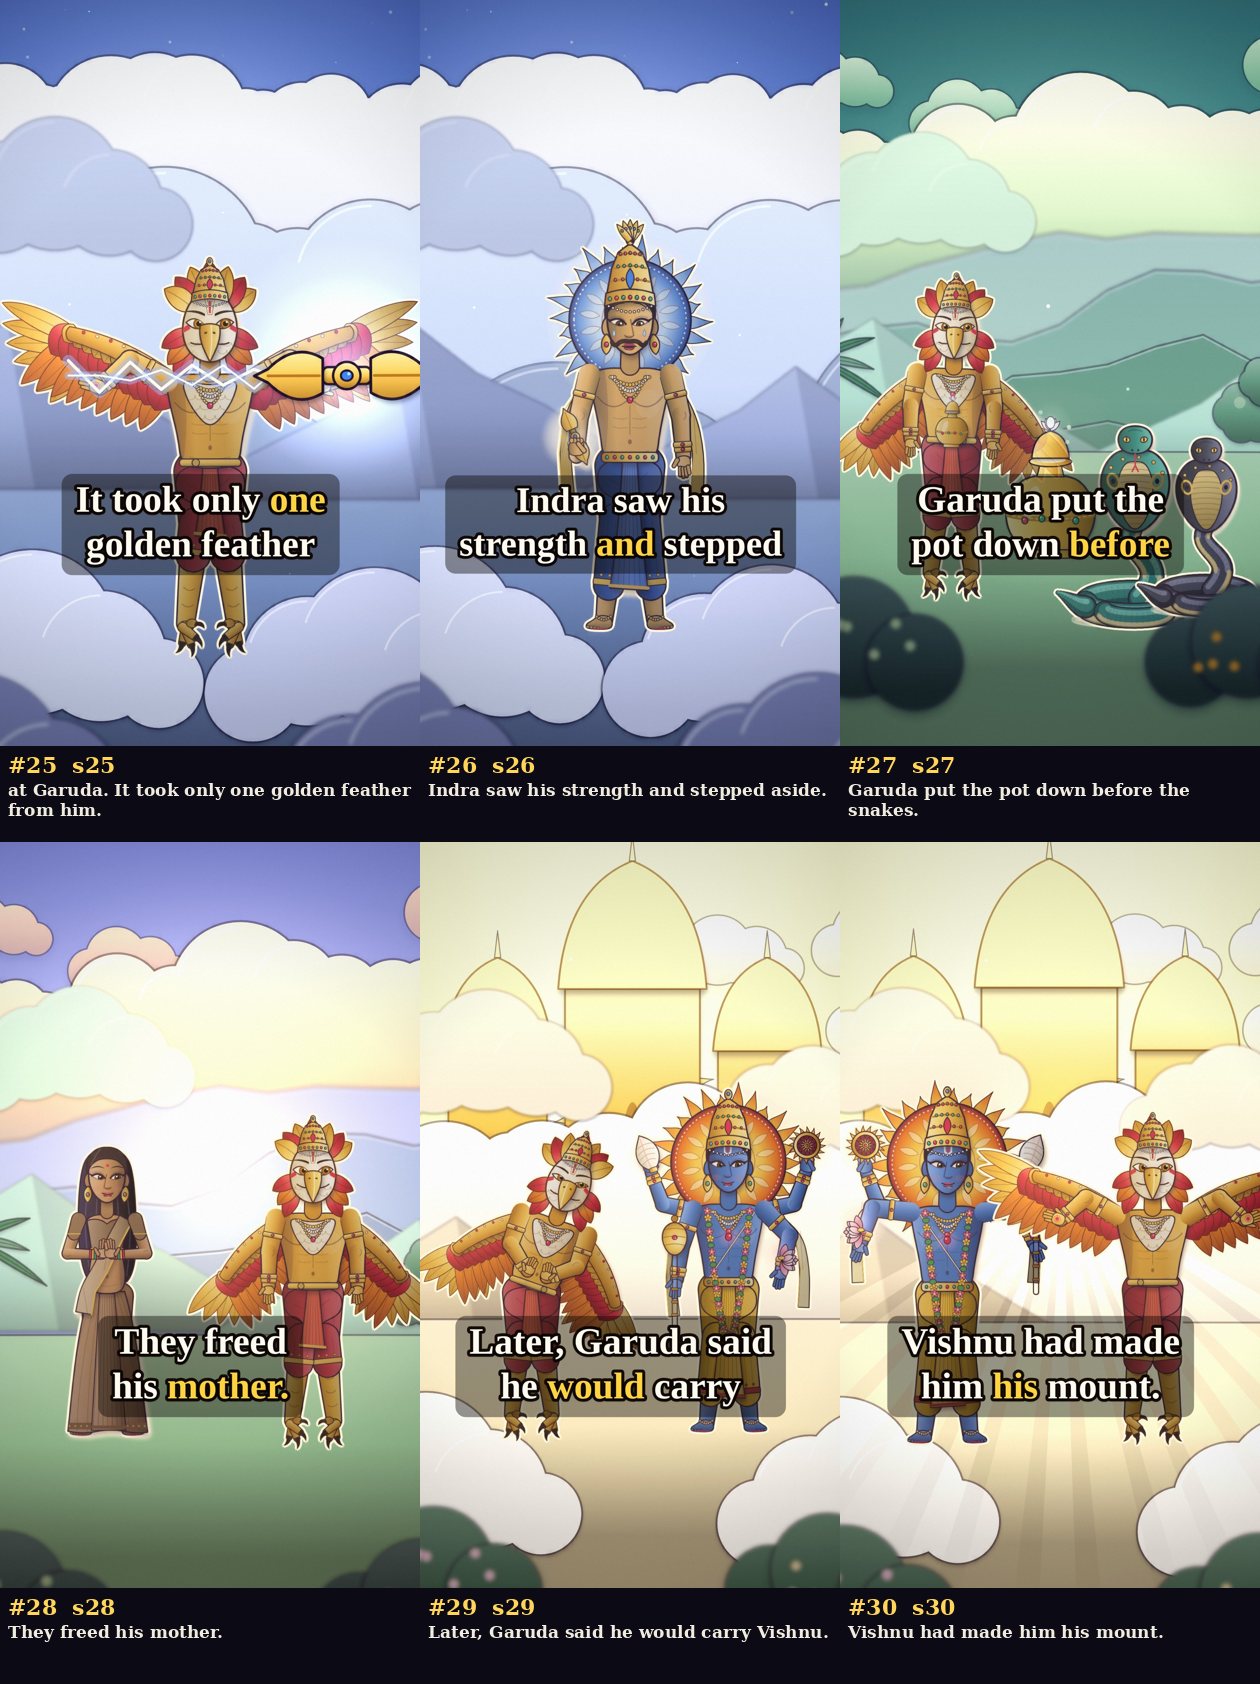 It took only one
golden feather
#25 s25
at Garuda. It took only one golden feather
from him.
Indra saw his
strength and stepped
#26 s26
Indra saw his strength and stepped aside.
Garuda put the
pot down before
#27 s27
Garuda put the pot down before the
snakes.
They freed
his mother.
#28 s28
They freed his mother.
Later, Garuda said
he would carry
#29 s29
Later, Garuda said he would carry Vishnu.
Vishnu had made
him his mount.
#30 s30
Vishnu had made him his mount.